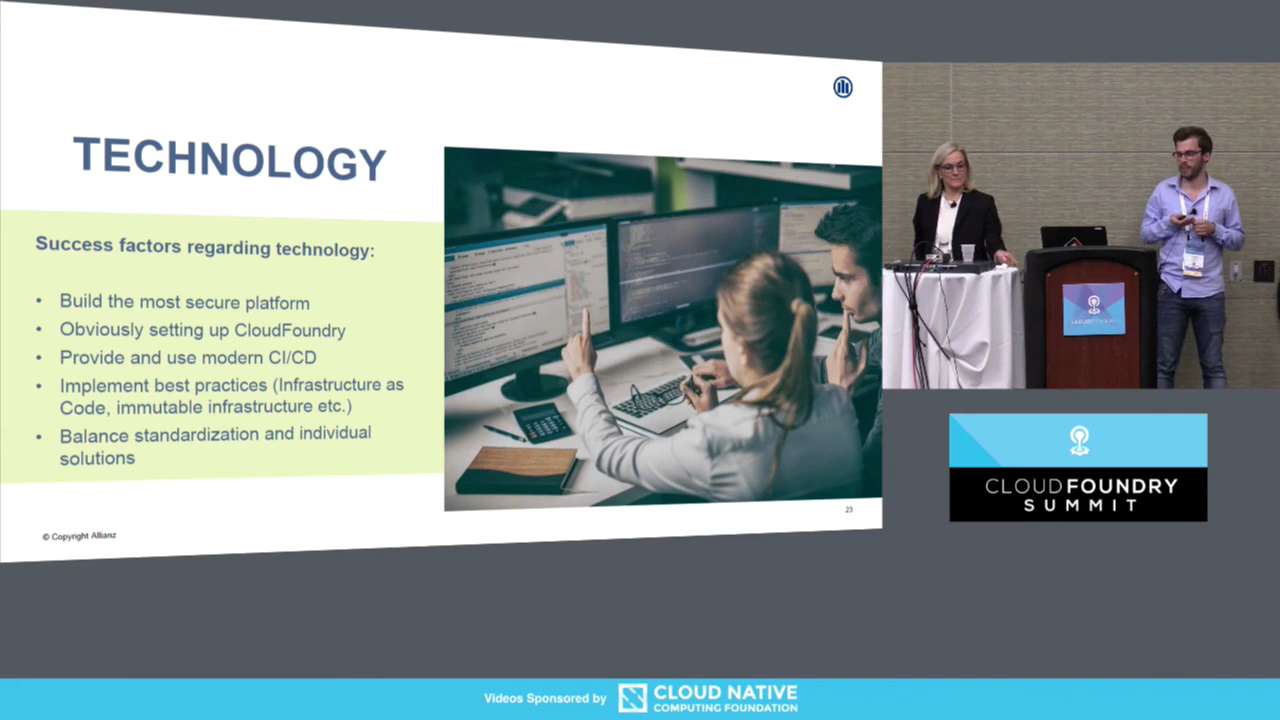 TECHNOLOGY
Success factors regarding technology:
• Build the most secure platform
• Obviously setting up CloudFoundry
• Provide and use modern CI/CD
• Implement best practices (Infrastructure as
Code, immutable infrastructure etc.)
• Balance standardization and individual
solutions
© Copyright Allianz
23
CLOUDFOUNDRY
SUMMIT
Videos Sponsored by
CLOUD NATIVE
COMPUTING FOUNDATION